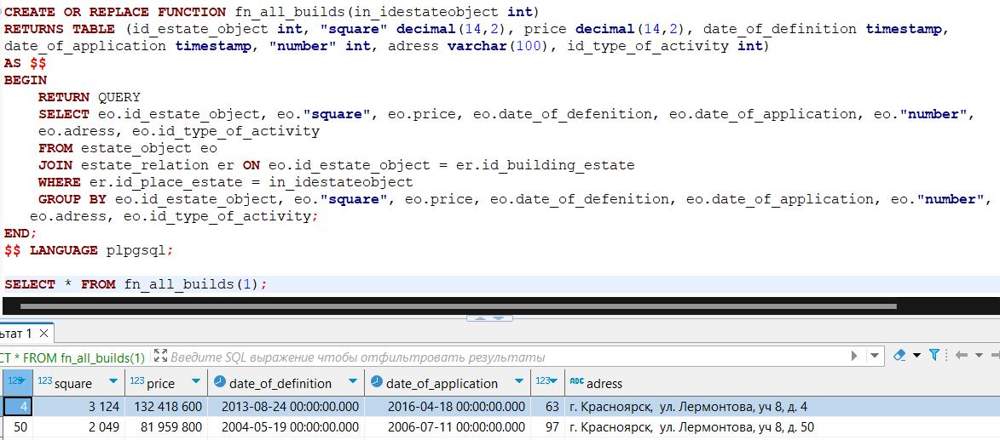 CREATE OR REPLACE FUNCTION fn_all_builds(in_idestateobject int)
RETURNS TABLE (id_estate_object int, "square" decimal(14,2), price decimal(14,2), date_of_definition timestamp,
date_of_application timestamp, "number" int, adress varchar(100), id_type_of_activity int)
AS $$
BEGIN
RETURN QUERY
SELECT eo.id_estate_object, eo."square", eo.price, eo.date_of_defenition, eo.date_of_application, eo."number",
eo.adress, eo.id_type_of_activity
FROM estate_object eo
JOIN estate_relation er ON eo.id_estate_object = er.id_building_estate
WHERE er.id_place_estate = in_idestateobject
GROUP BY eo.id_estate_object, eo."square", eo.price, eo.date_of_defenition, eo.date_of_application, eo."number",
eo.adress, eo.id_type_of_activity;
END;
$$ LANGUAGE plpgsql;
SELECT * FROM fn_all_builds(1);
ьтат 1
CT * FROM fn_all_builds(1) Введите SQL выражение чтобы отфильтровать результаты
123 123 square 123 price date_of_definition date_of_application 123 ABC adress
4 3 124 132 418 600 2013-08-24 00:00:00.000 2016-04-18 00:00:00.000 63 г. Красноярск, ул. Лермонтова, уч 8, д. 4
50 2 049 81 959 800 2004-05-19 00:00:00.000 2006-07-11 00:00:00.000 97 г. Красноярск, ул. Лермонтова, уч 8, д. 50